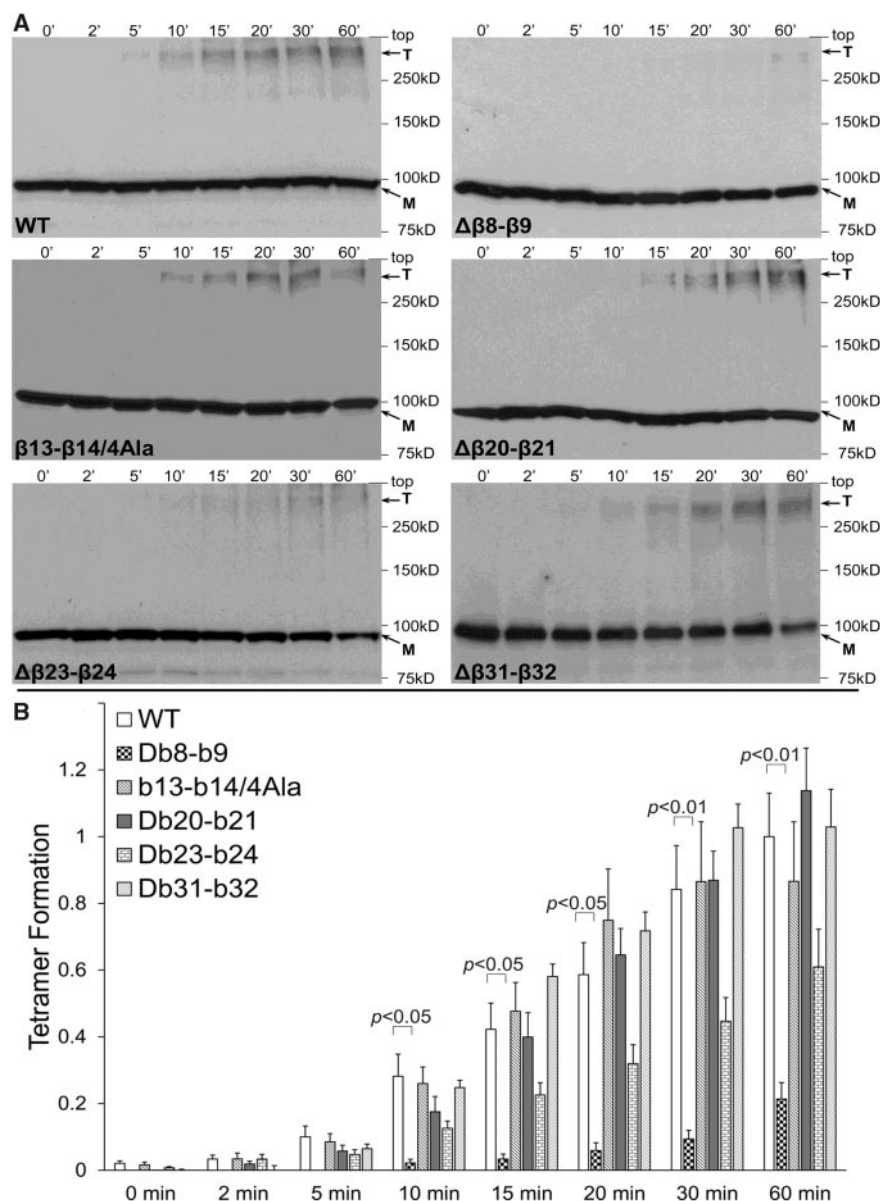 A
0' 2' 5' 10' 15' 20' 30' 60' top
T
250kD
150kD
100kD
M
75kD
WT
0' 2' 5' 10' 15' 20' 30' 60' top
T
250kD
150kD
100kD
M
75kD
Δβ8-β9
0' 2' 5' 10' 15' 20' 30' 60' top
T
250kD
150kD
100kD
M
75kD
β13-β14/4Ala
0' 2' 5' 10' 15' 20' 30' 60' top
T
250kD
150kD
100kD
M
75kD
Δβ20-β21
0' 2' 5' 10' 15' 20' 30' 60' top
T
250kD
150kD
100kD
M
75kD
Δβ23-β24
0' 2' 5' 10' 15' 20' 30' 60' top
T
250kD
150kD
100kD
M
75kD
Δβ31-β32
B
WT
Db8-b9
b13-b14/4Ala
Db20-b21
Db23-b24
Db31-b32
Tetramer Formation
1.2
1
0.8
0.6
0.4
0.2
0
p<0.05
p<0.05
p<0.05
p<0.01
p<0.01
0 min 2 min 5 min 10 min 15 min 20 min 30 min 60 min